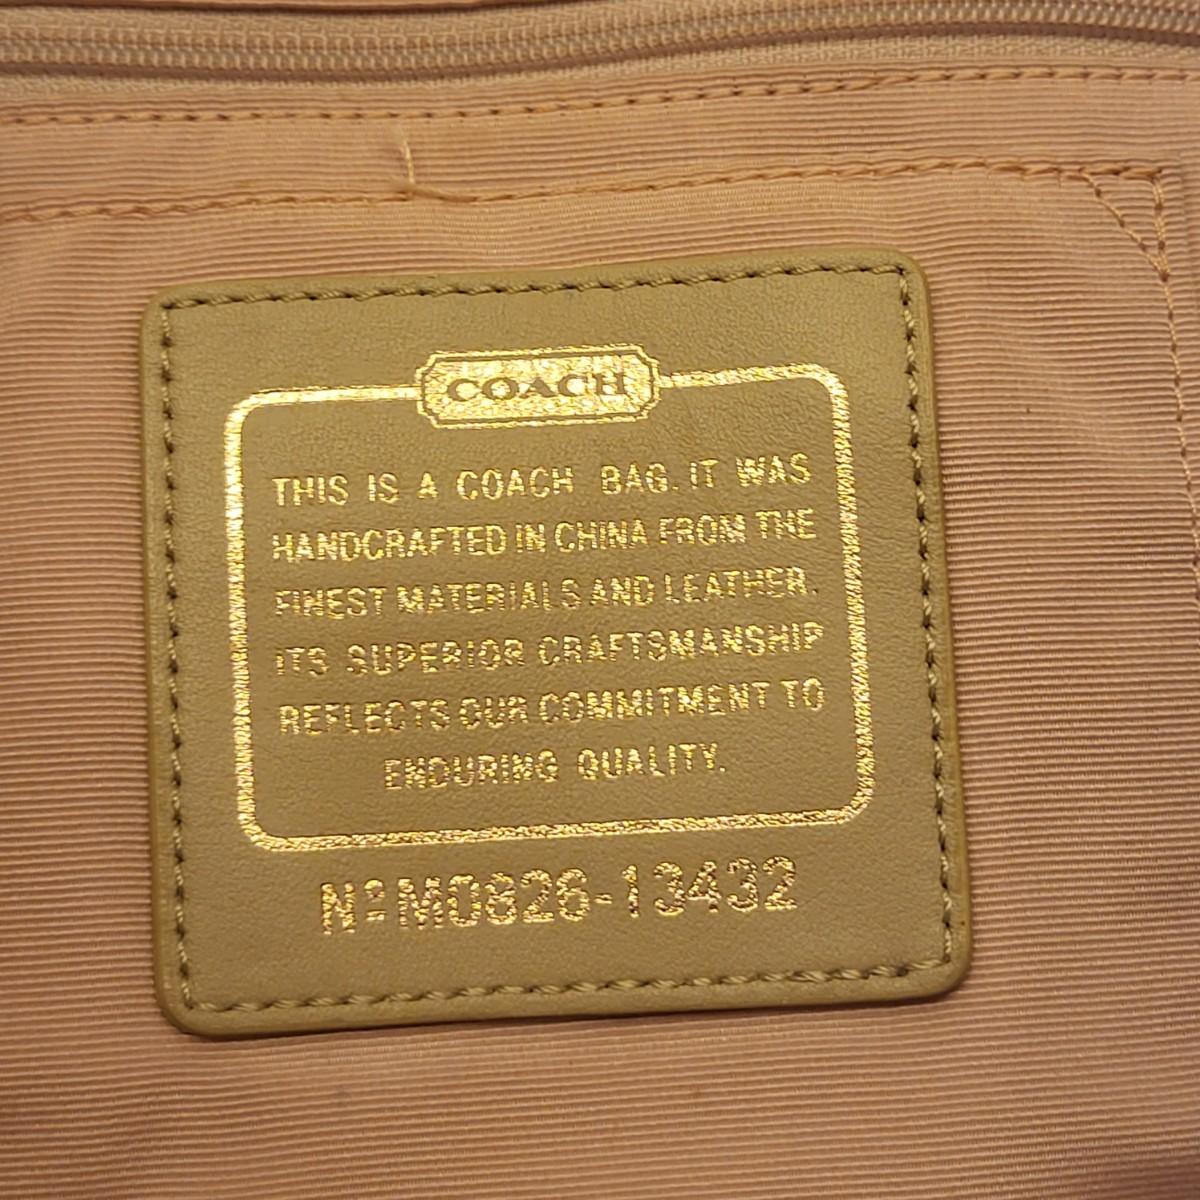 COACH
THIS IS A COACH BAG. IT WAS
HANDCRAFTED IN CHINA FROM THE
FINEST MATERIALS AND LEATHER.
ITS SUPERIOR CRAFTSMANSHIP
REFLECTS OUR COMMITMENT TO
ENDURING QUALITY.
Nº M0826-13432